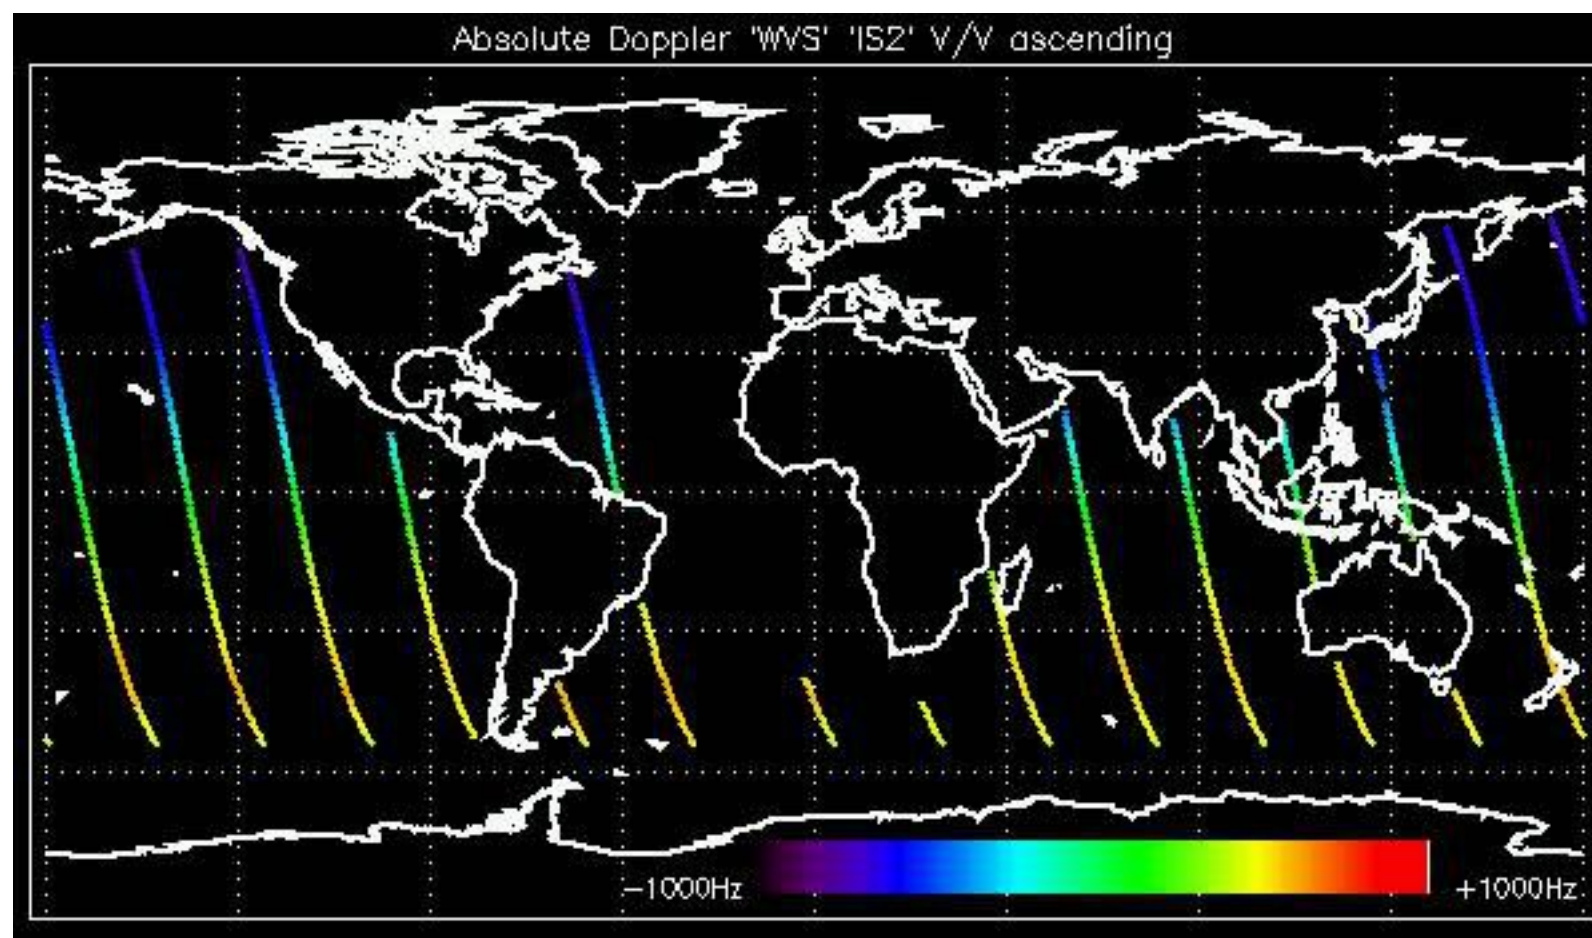 Absolute Doppler 'WVS' 'IS2' V/V ascending
−1000Hz
+1000Hz